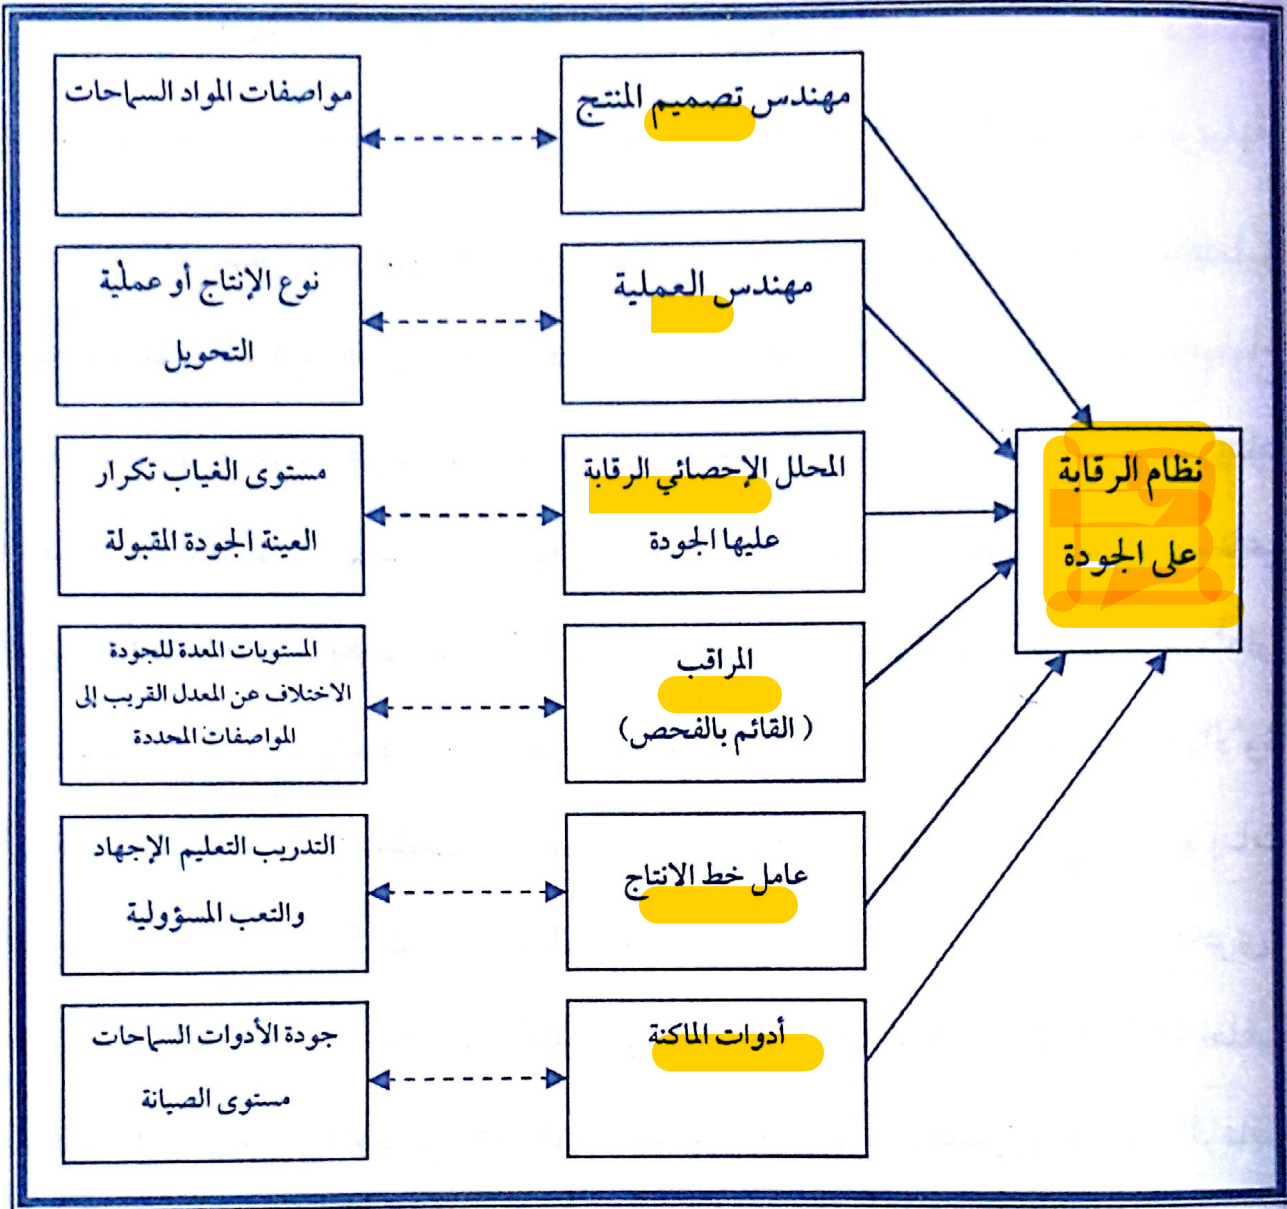 مهندس تصميم المنتج
مواصفات المواد السماحات
مهندس العملية
نوع الإنتاج أو عملية
التحويل
نظام الرقابة
على الجودة
المحلل الإحصائي الرقابة
عليها الجودة
مستوى الغياب تكرار
العينة الجودة المقبولة
المراقب
(القائم بالفحص)
المستويات المعدة للجودة
الاختلاف عن المعدل القريب إلى
المواصفات المحددة
عامل خط الانتاج
التدريب التعليم الإجهاد
والتعب المسؤولية
أدوات الماكنة
جودة الأدوات السماحات
مستوى الصيانة